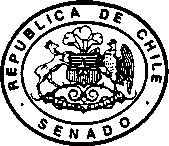 REPUBLICA DE CHILE
SENADO